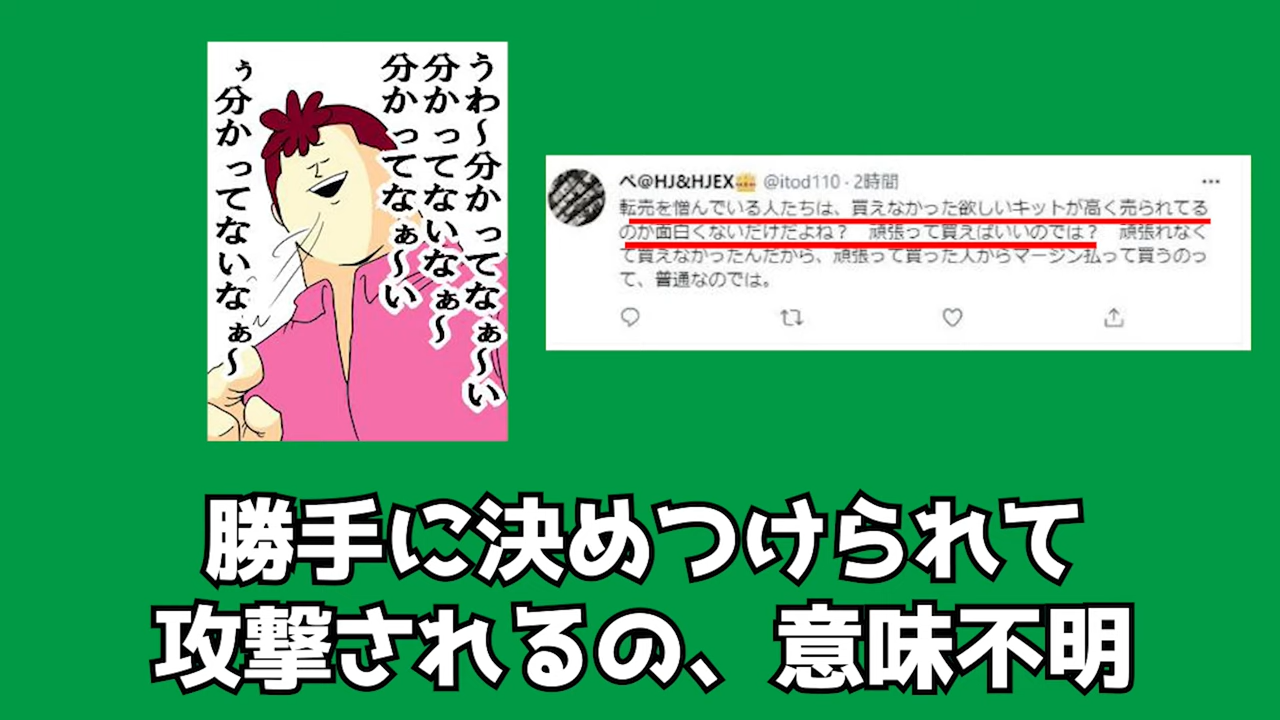 うわ～分かってなぁ～い
分かってないなぁ～
分かってなぁ～い
ぅ分かってないなぁ～
ペ@HJ&HJEX👑 @itod110・2時間
転売を憎んでいる人たちは、買えなかった欲しいキットが高く売られてる
のが面白くないだけだよね？　頑張って買えばいいのでは？　頑張れなく
て買えなかったんだから、頑張って買った人からマージン払って買うのっ
て、普通なのでは。
勝手に決めつけられて
攻撃されるの、意味不明